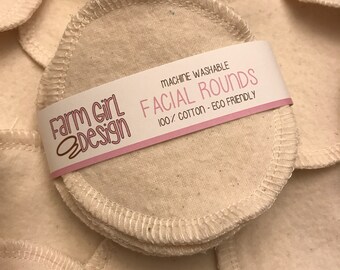 Farm Girl
Design
MACHINE WASHABLE
FACIAL ROUNDS
100% COTTON - ECO FRIENDLY